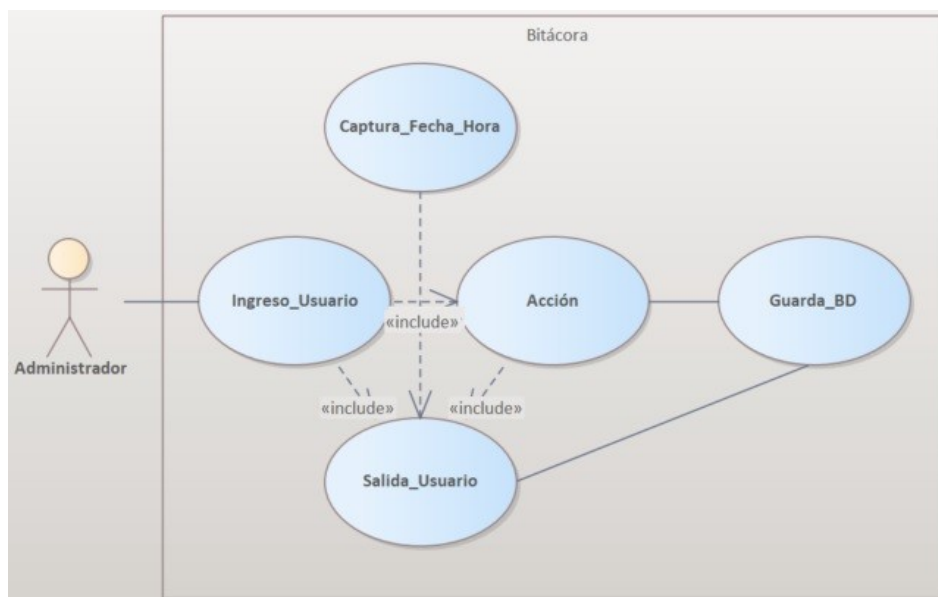 Bitácora
Captura_Fecha_Hora
Ingreso_Usuario
Acción
Guarda_BD
«include»
Administrador
«include»
«include»
Salida_Usuario